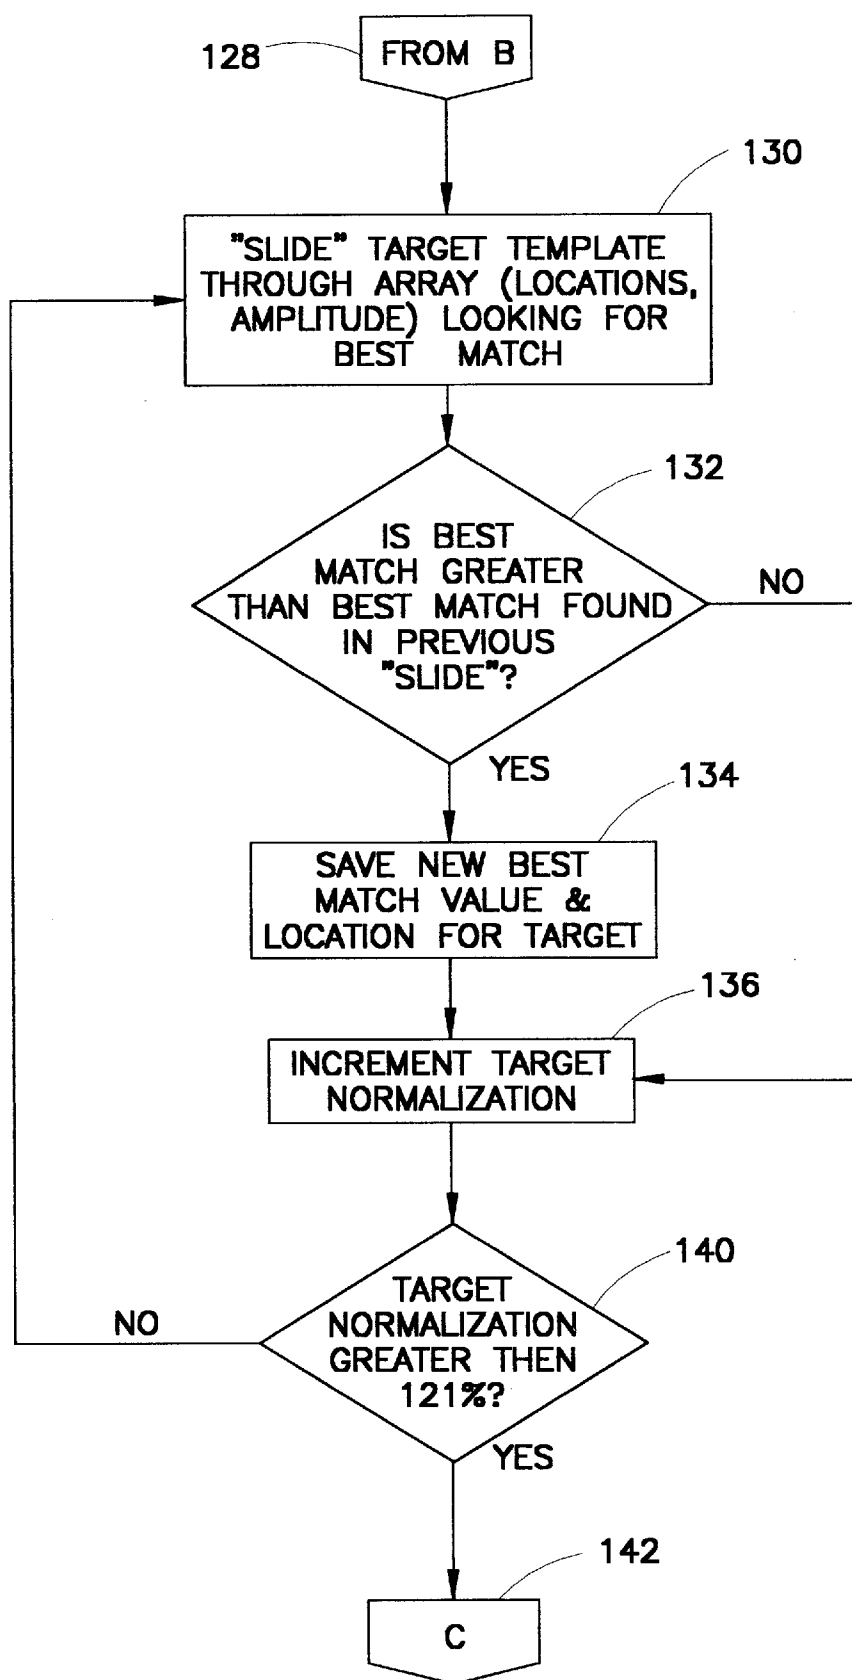 128
FROM B
130
"SLIDE" TARGET TEMPLATE
THROUGH ARRAY (LOCATIONS,
AMPLITUDE) LOOKING FOR
BEST MATCH
132
IS BEST
MATCH GREATER
THAN BEST MATCH FOUND
IN PREVIOUS
"SLIDE"?
NO
YES
134
SAVE NEW BEST
MATCH VALUE &
LOCATION FOR TARGET
136
INCREMENT TARGET
NORMALIZATION
140
TARGET
NORMALIZATION
GREATER THEN
121%?
NO
YES
142
C